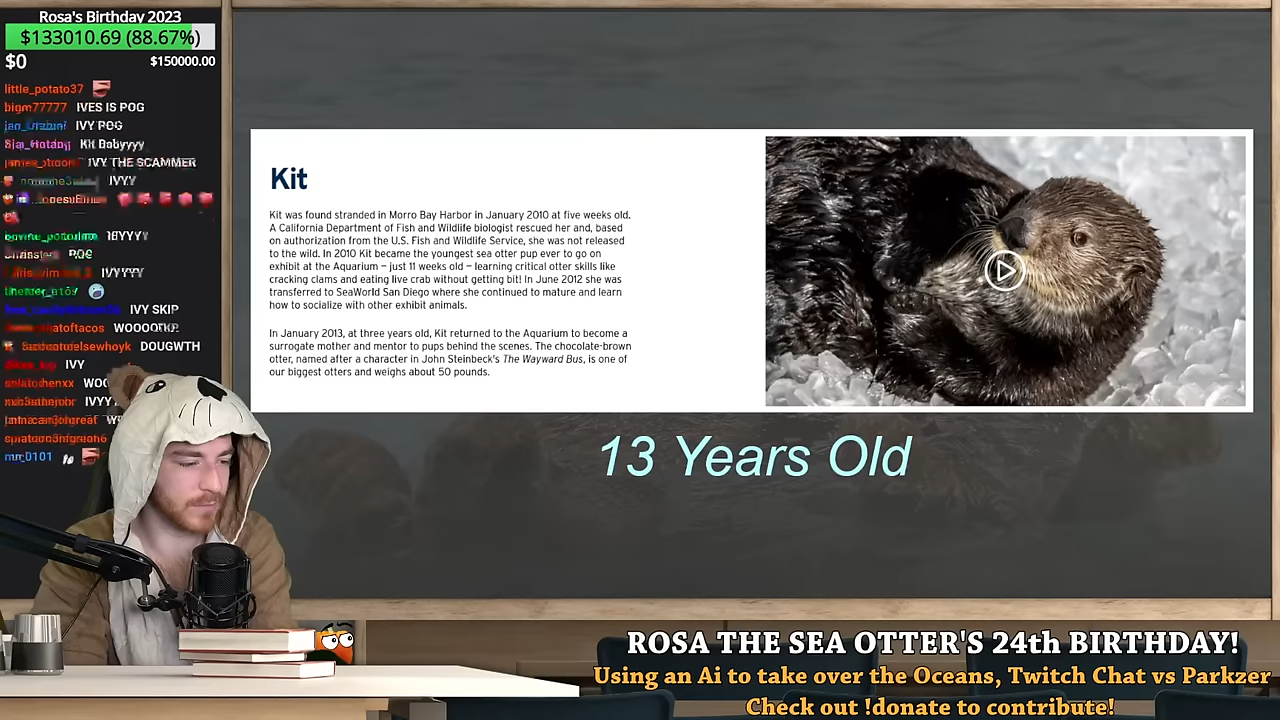 Rosa's Birthday 2023
$133010.69 (88.67%)
$0
$150000.00
little_potato37
bigm77777 IVES IS POG
IVY POG
Kit Babyyyy
IVY THE SCAMMER
IVYY
IVYYYY
IVY SKIP
DOUGWTH
IVY
mr_0101
Kit
Kit was found stranded in Morro Bay Harbor in January 2010 at five weeks old.
A California Department of Fish and Wildlife biologist rescued her and, based
on authorization from the U.S. Fish and Wildlife Service, she was not released
to the wild. In 2010 Kit became the youngest sea otter pup ever to go on
exhibit at the Aquarium – just 11 weeks old – learning critical otter skills like
cracking clams and eating live crab without getting bit! In June 2012 she was
transferred to SeaWorld San Diego where she continued to mature and learn
how to socialize with other exhibit animals.
In January 2013, at three years old, Kit returned to the Aquarium to become a
surrogate mother and mentor to pups behind the scenes. The chocolate-brown
otter, named after a character in John Steinbeck's The Wayward Bus, is one of
our biggest otters and weighs about 50 pounds.
13 Years Old
ROSA THE SEA OTTER'S 24th BIRTHDAY!
Using an Ai to take over the Oceans, Twitch Chat vs Parkzer
Check out !donate to contribute!